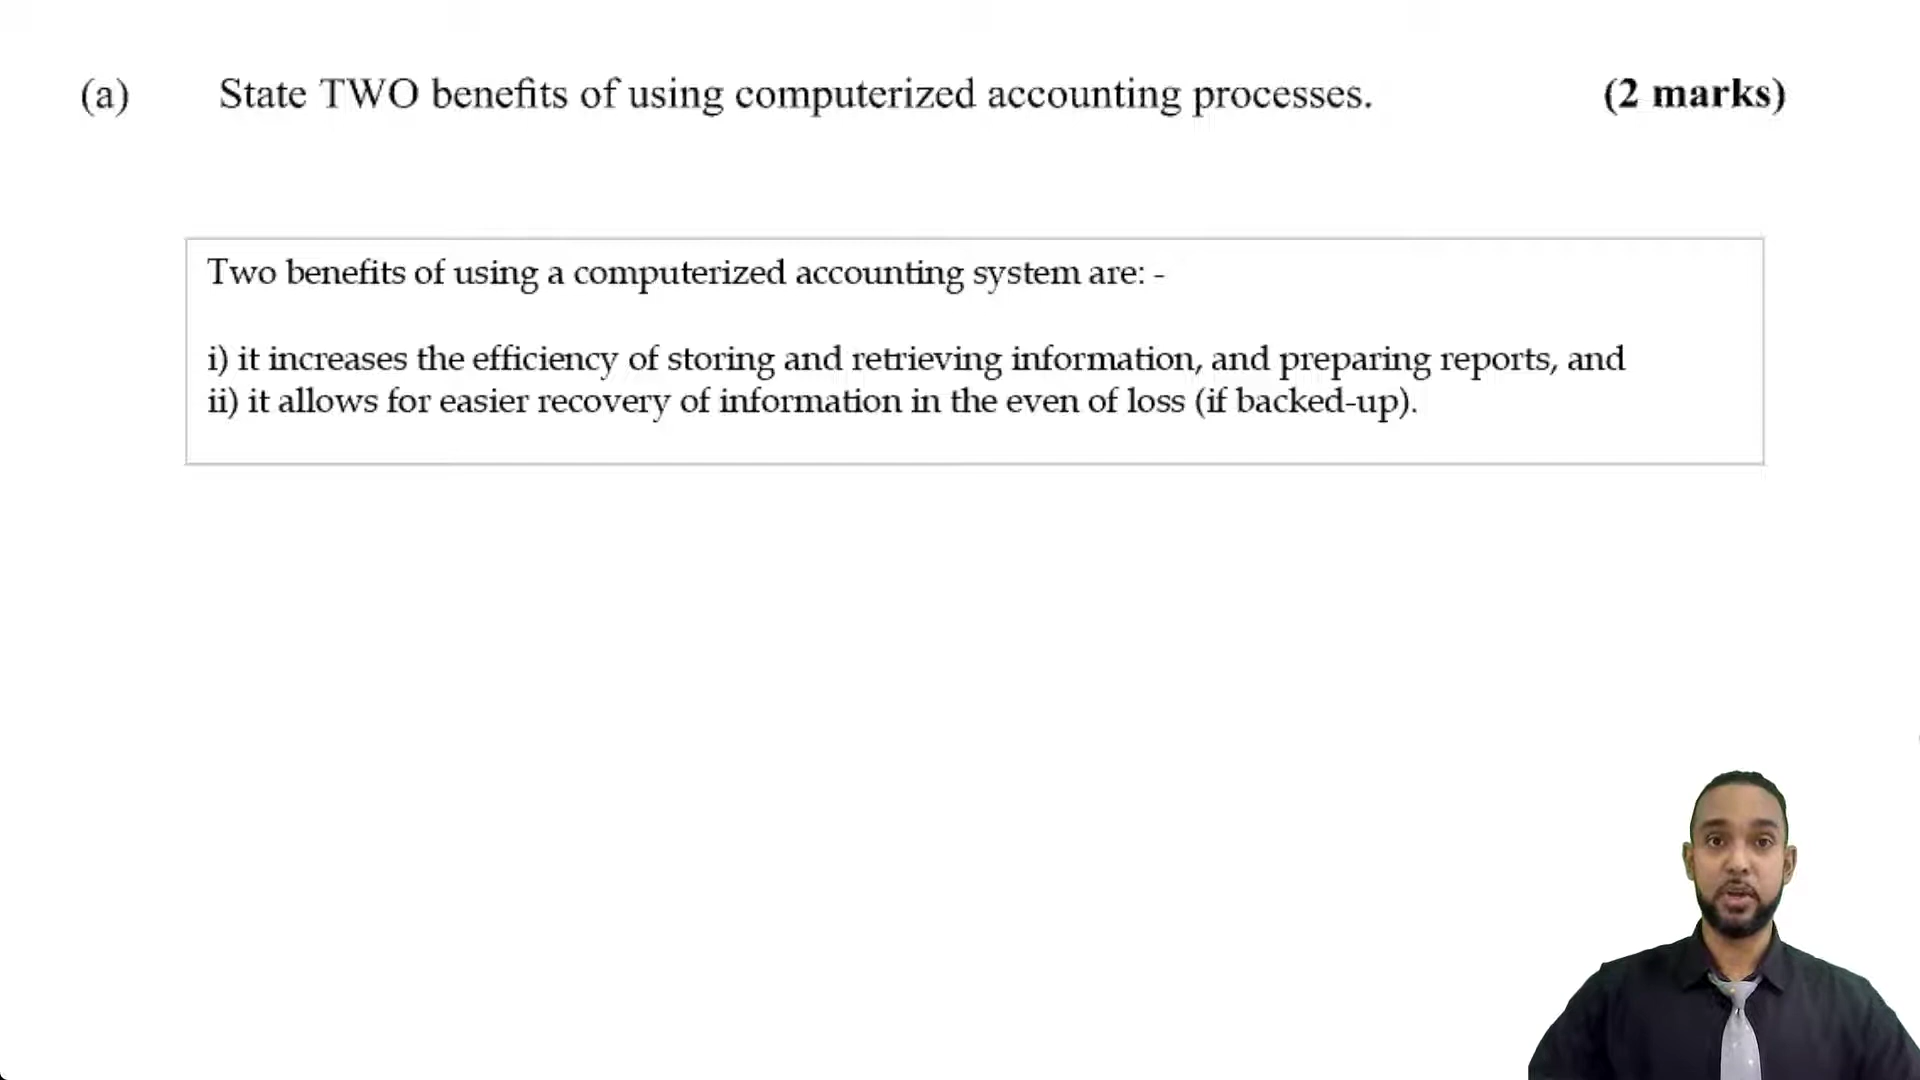 (a) State TWO benefits of using computerized accounting processes. (2 marks)
Two benefits of using a computerized accounting system are: -
i) it increases the efficiency of storing and retrieving information, and preparing reports, and
ii) it allows for easier recovery of information in the even of loss (if backed-up).